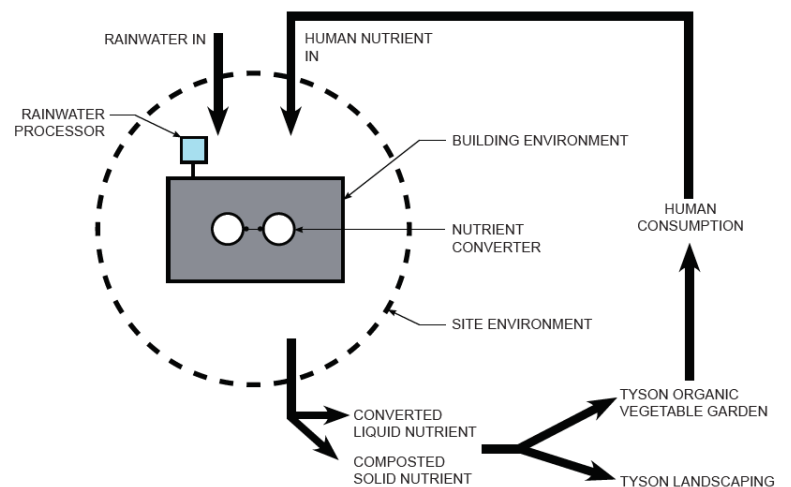 RAINWATER IN
HUMAN NUTRIENT
IN
RAINWATER
PROCESSOR
BUILDING ENVIRONMENT
NUTRIENT
CONVERTER
HUMAN
CONSUMPTION
SITE ENVIRONMENT
TYSON ORGANIC
VEGETABLE GARDEN
CONVERTED
LIQUID NUTRIENT
COMPOSTED
SOLID NUTRIENT
TYSON LANDSCAPING